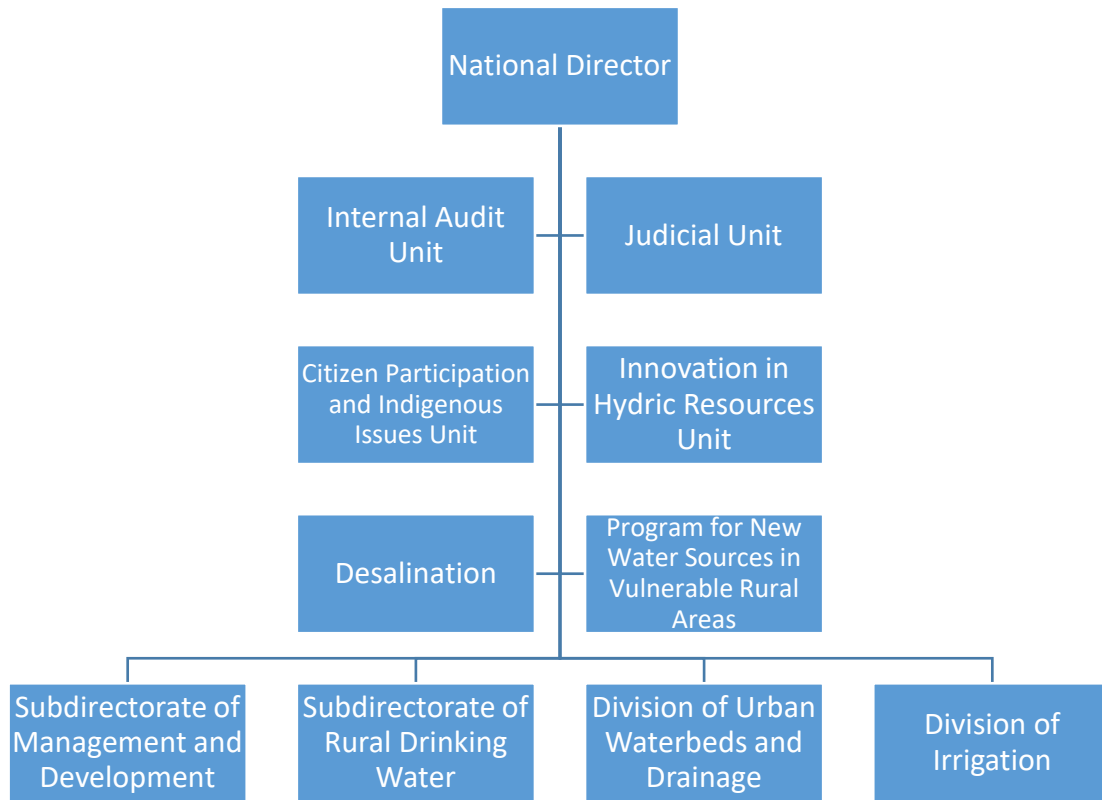 National Director
Internal Audit
Unit
Judicial Unit
Citizen Participation
and Indigenous
Issues Unit
Innovation in
Hydric Resources
Unit
Desalination
Program for New
Water Sources in
Vulnerable Rural
Areas
Subdirectorate of
Management and
Development
Subdirectorate of
Rural Drinking
Water
Division of Urban
Waterbeds and
Drainage
Division of
Irrigation